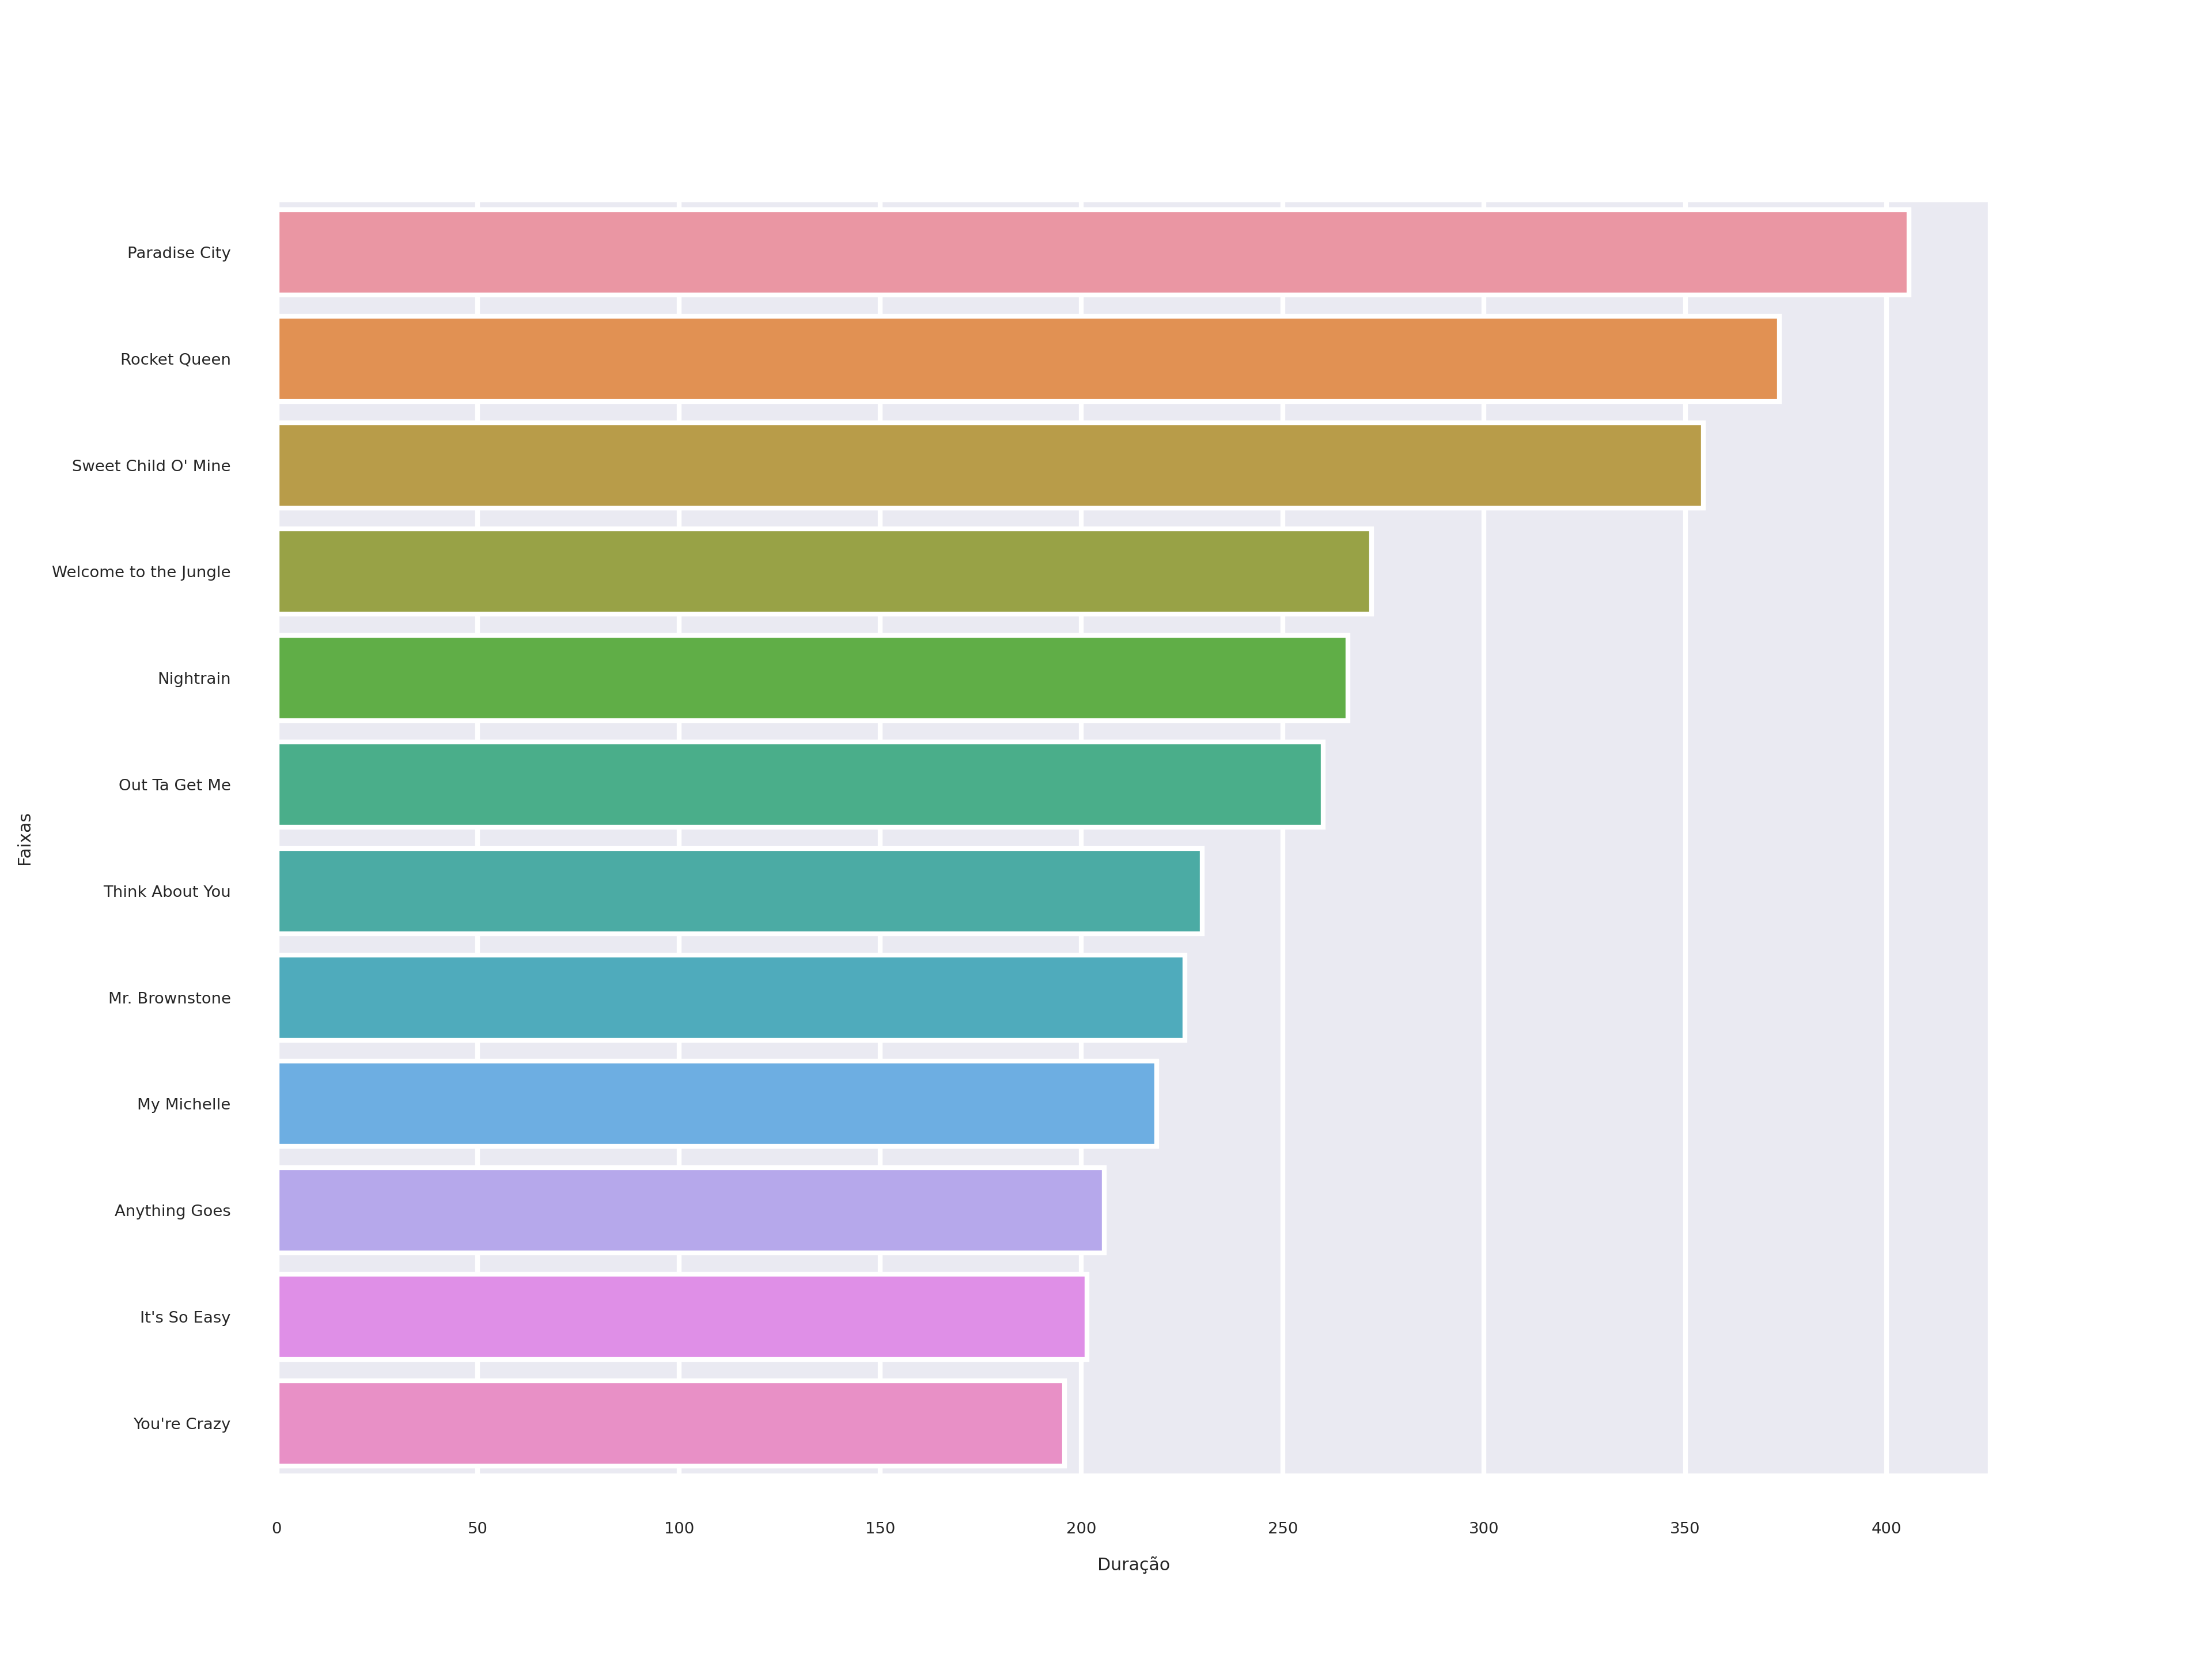 Paradise City
Rocket Queen
Sweet Child O' Mine
Welcome to the Jungle
Nightrain
Out Ta Get Me
Think About You
Mr. Brownstone
My Michelle
Anything Goes
It's So Easy
You're Crazy
Faixas
0 50 100 150 200 250 300 350 400
Duração